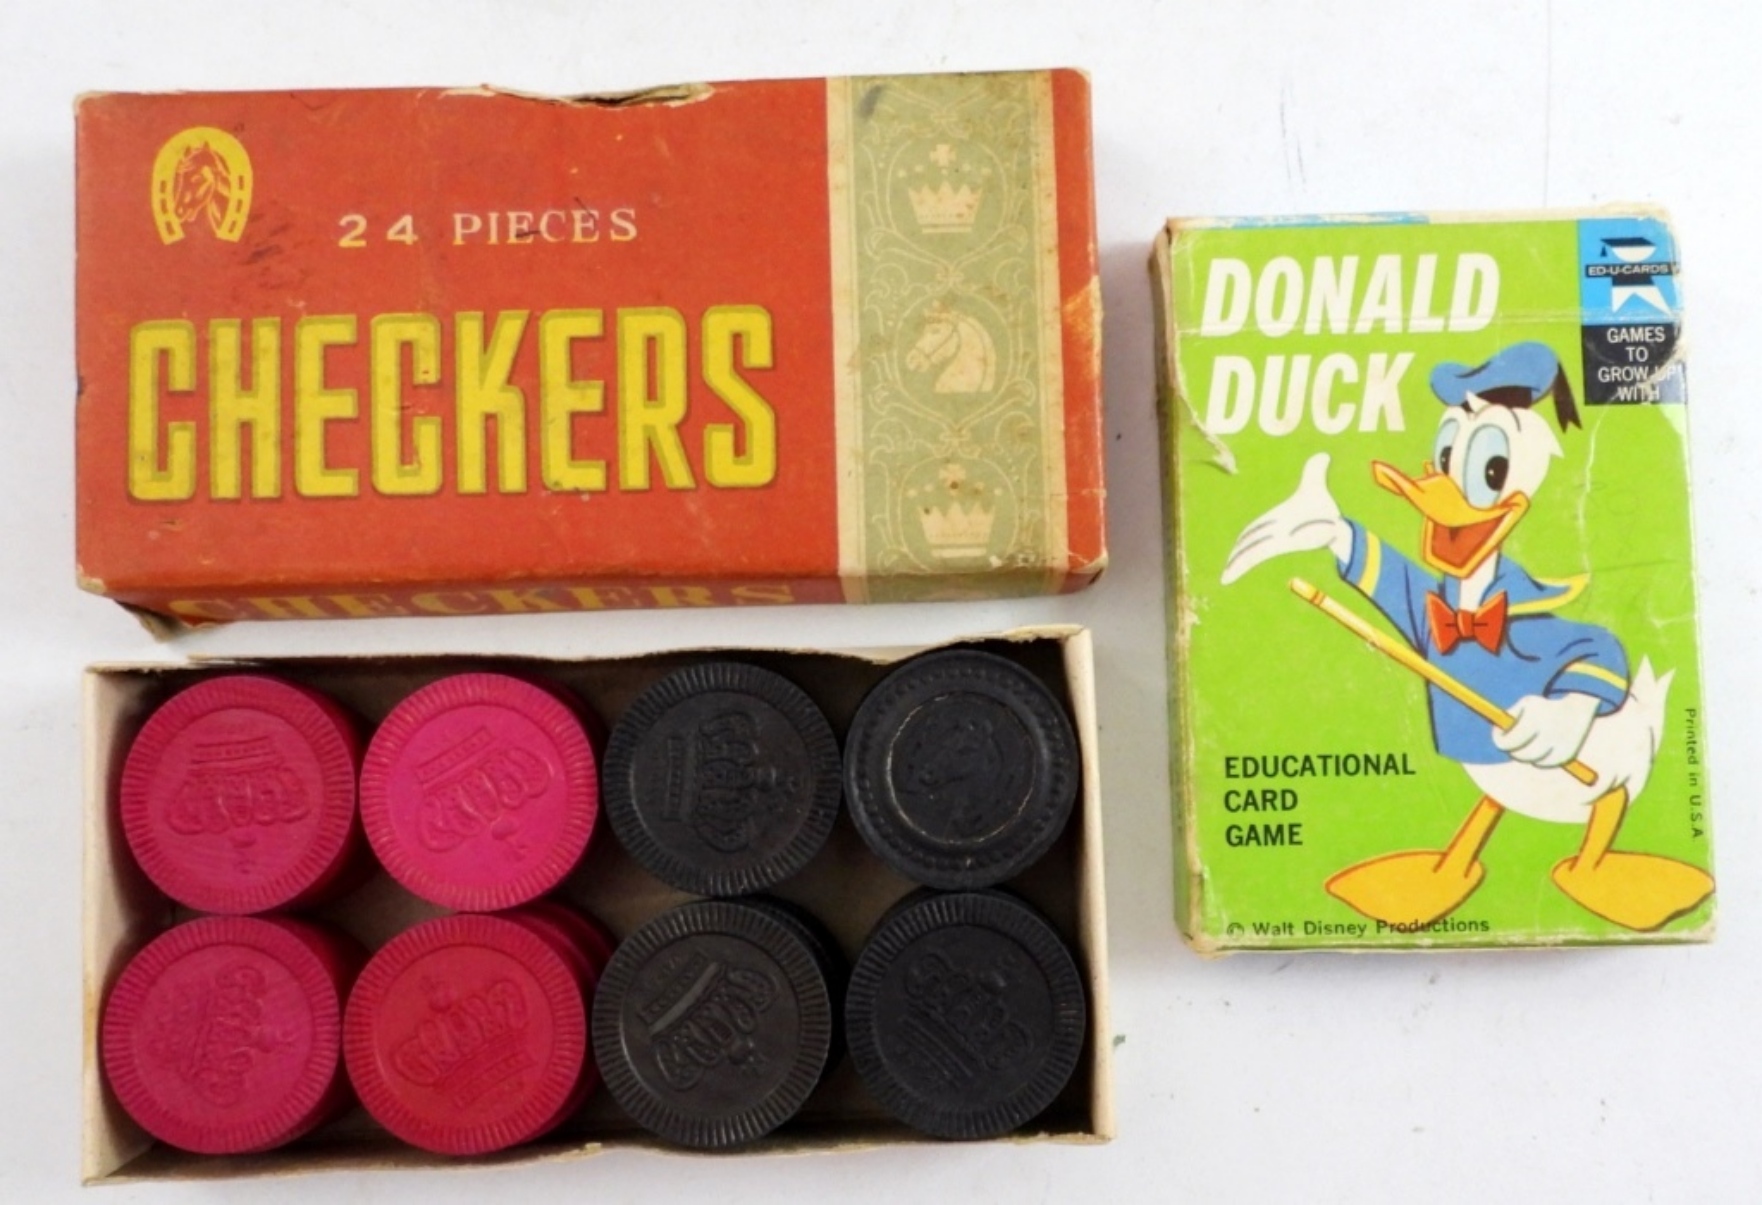 24 PIECES
CHECKERS
CHECKERS
DONALD
DUCK
ED-U-CARDS
GAMES
TO
GROW UP
WITH
EDUCATIONAL
CARD
GAME
Printed in U.S.A
© Walt Disney Productions